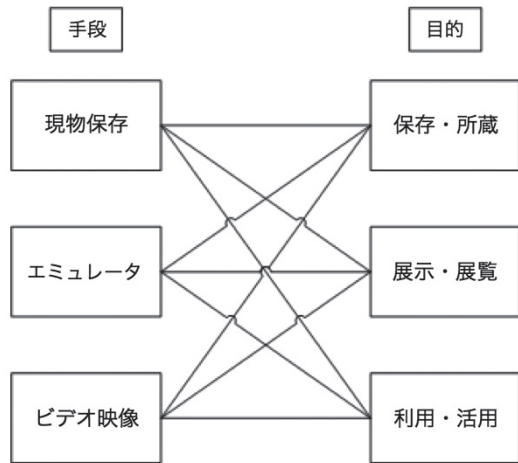 手段
目的
現物保存
保存・所蔵
エミュレータ
展示・展覧
ビデオ映像
利用・活用